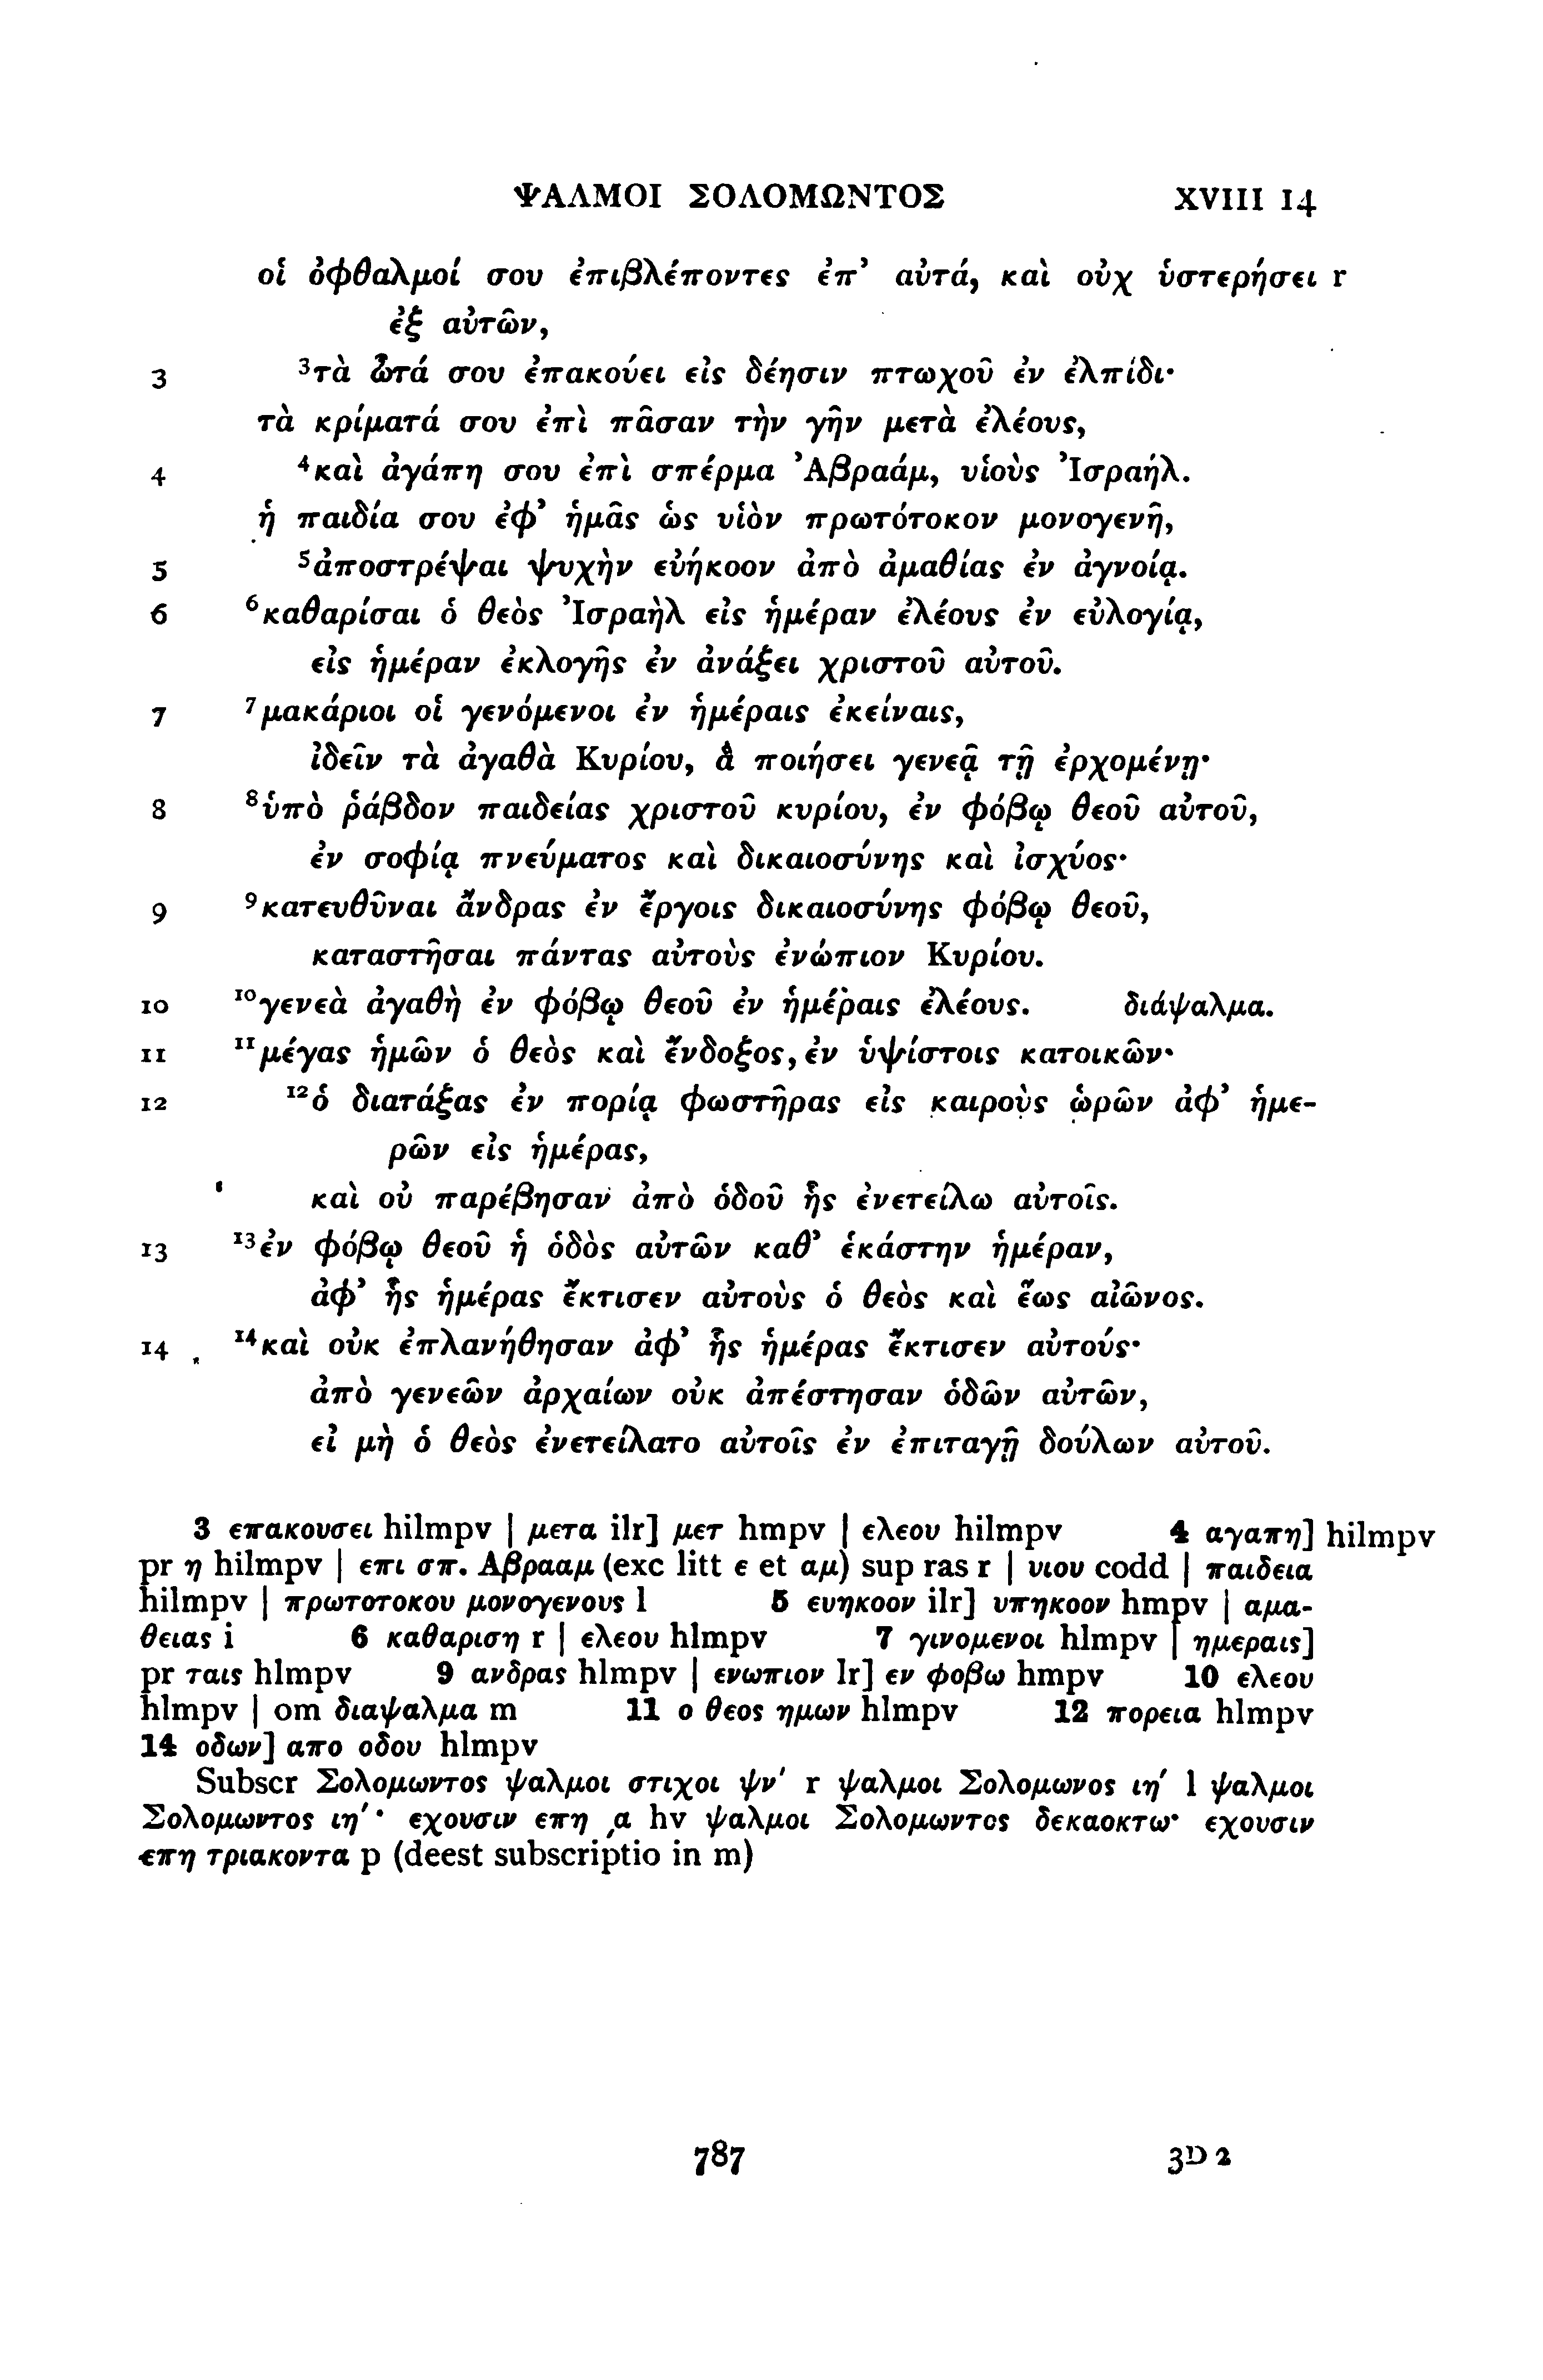 ΨΑΛΜΟΙ ΣΟΛΟΜΩΝΤΟΣ XVIII 14
οἱ ὀφθαλμοί σου ἐπιβλέποντες ἐπ’ αὐτά, καὶ οὐχ ὑστερήσει r
ἐξ αὐτῶν,
3 ³τὰ ὦτά σου ἐπακούει εἰς δέησιν πτωχοῦ ἐν ἐλπίδι·
τὰ κρίματά σου ἐπὶ πᾶσαν τὴν γῆν μετὰ ἐλέους,
4 ⁴καὶ ἀγάπη σου ἐπὶ σπέρμα Ἀβραάμ, υἱοὺς Ἰσραήλ.
ἡ παιδία σου ἐφ’ ἡμᾶς ὡς υἱὸν πρωτότοκον μονογενῆ,
5 ⁵ἀποστρέψαι ψυχὴν εὐήκοον ἀπὸ ἀμαθίας ἐν ἀγνοίᾳ.
6 ⁶καθαρίσαι ὁ θεὸς Ἰσραὴλ εἰς ἡμέραν ἐλέους ἐν εὐλογίᾳ,
εἰς ἡμέραν ἐκλογῆς ἐν ἀνάξει χριστοῦ αὐτοῦ.
7 ⁷μακάριοι οἱ γενόμενοι ἐν ἡμέραις ἐκείναις,
ἰδεῖν τὰ ἀγαθὰ Κυρίου, ἃ ποιήσει γενεᾷ τῇ ἐρχομένῃ·
8 ⁸ὑπὸ ῥάβδον παιδείας χριστοῦ κυρίου, ἐν φόβῳ θεοῦ αὐτοῦ,
ἐν σοφίᾳ πνεύματος καὶ δικαιοσύνης καὶ ἰσχύος·
9 ⁹κατευθῦναι ἄνδρας ἐν ἔργοις δικαιοσύνης φόβῳ θεοῦ,
καταστῆσαι πάντας αὐτοὺς ἐνώπιον Κυρίου.
10 ¹⁰γενεὰ ἀγαθὴ ἐν φόβῳ θεοῦ ἐν ἡμέραις ἐλέους. διάψαλμα.
11 ¹¹μέγας ἡμῶν ὁ θεὸς καὶ ἔνδοξος, ἐν ὑψίστοις κατοικῶν·
12 ¹²ὁ διατάξας ἐν πορίᾳ φωστῆρας εἰς καιροὺς ὡρῶν ἀφ’ ἡμε-
ρῶν εἰς ἡμέρας,
καὶ οὐ παρέβησαν ἀπὸ ὁδοῦ ἧς ἐνετείλω αὐτοῖς.
13 ¹³ἐν φόβῳ θεοῦ ἡ ὁδὸς αὐτῶν καθ’ ἑκάστην ἡμέραν,
ἀφ’ ἧς ἡμέρας ἔκτισεν αὐτοὺς ὁ θεὸς καὶ ἕως αἰῶνος.
14 ¹⁴καὶ οὐκ ἐπλανήθησαν ἀφ’ ἧς ἡμέρας ἔκτισεν αὐτούς·
ἀπὸ γενεῶν ἀρχαίων οὐκ ἀπέστησαν ὁδῶν αὐτῶν,
εἰ μὴ ὁ θεὸς ἐνετείλατο αὐτοῖς ἐν ἐπιταγῇ δούλων αὐτοῦ.
3 επακουσει hilmpv | μετα ilr] μετ hmpv | ελεου hilmpv 4 αγαπη] hilmpv
pr η hilmpv | επι σπ. Αβρααμ (exc litt ε et αμ) sup ras r | υιου codd | παιδεια
hilmpv | πρωτοτοκου μονογενους l 5 ευηκοον ilr] υπηκοον hmpv | αμα-
θειας i 6 καθαριση r | ελεου hlmpv 7 γινομενοι hlmpv | ημεραις]
pr ταις hlmpv 9 ανδρας hlmpv | ενωπιον lr] εν φοβω hmpv 10 ελεου
hlmpv | om διαψαλμα m 11 ο θεος ημων hlmpv 12 πορεια hlmpv
14 οδων] απο οδου hlmpv
Subscr Σολομωντος ψαλμοι στιχοι ψν′ r ψαλμοι Σολομωνος ιη′ l ψαλμοι
Σολομωντος ιη′· εχουσιν επη ͵α hv ψαλμοι Σολομωντος δεκαοκτω· εχουσιν
επη τριακοντα p (deest subscriptio in m)
787 3D2